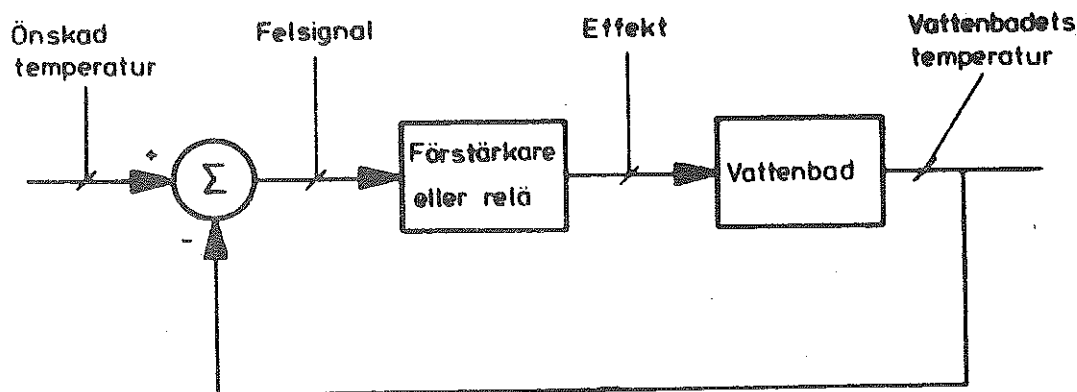 Önskad
temperatur
Felsignal
Effekt
Vattenbadets
temperatur
+
Σ
-
Förstärkare
eller relä
Vattenbad